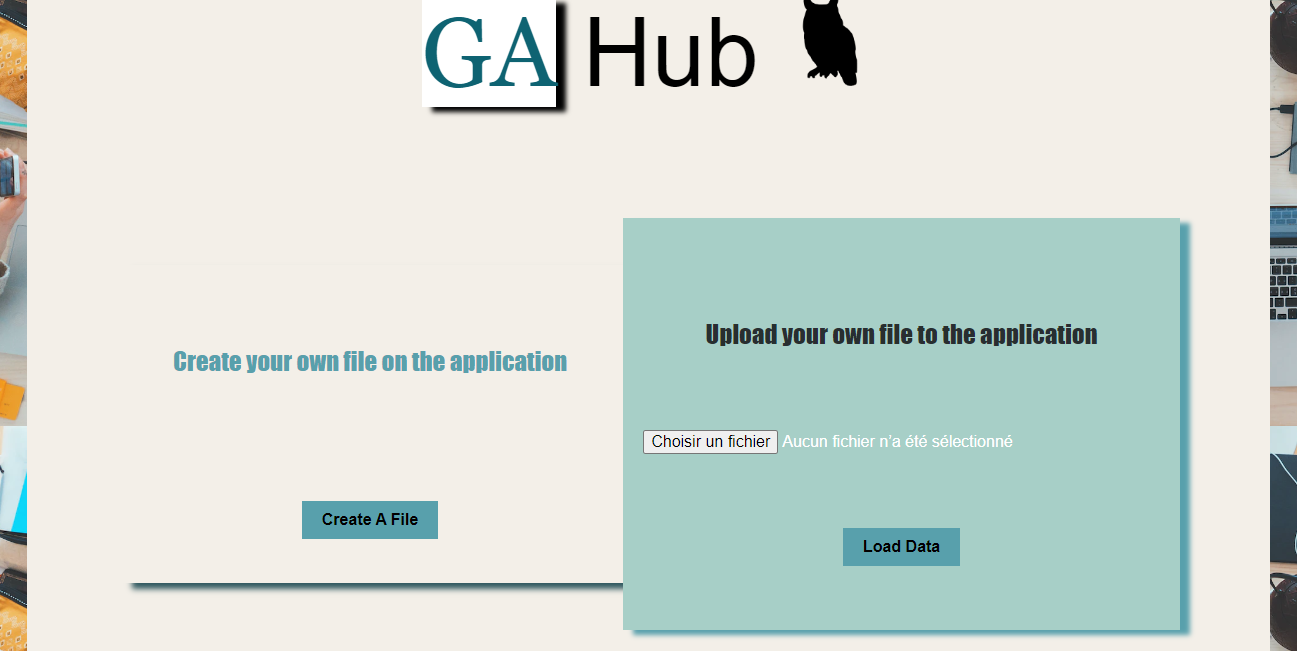 GA Hub
Create your own file on the application
Create A File
Upload your own file to the application
Choisir un fichier Aucun fichier n'a été sélectionné
Load Data